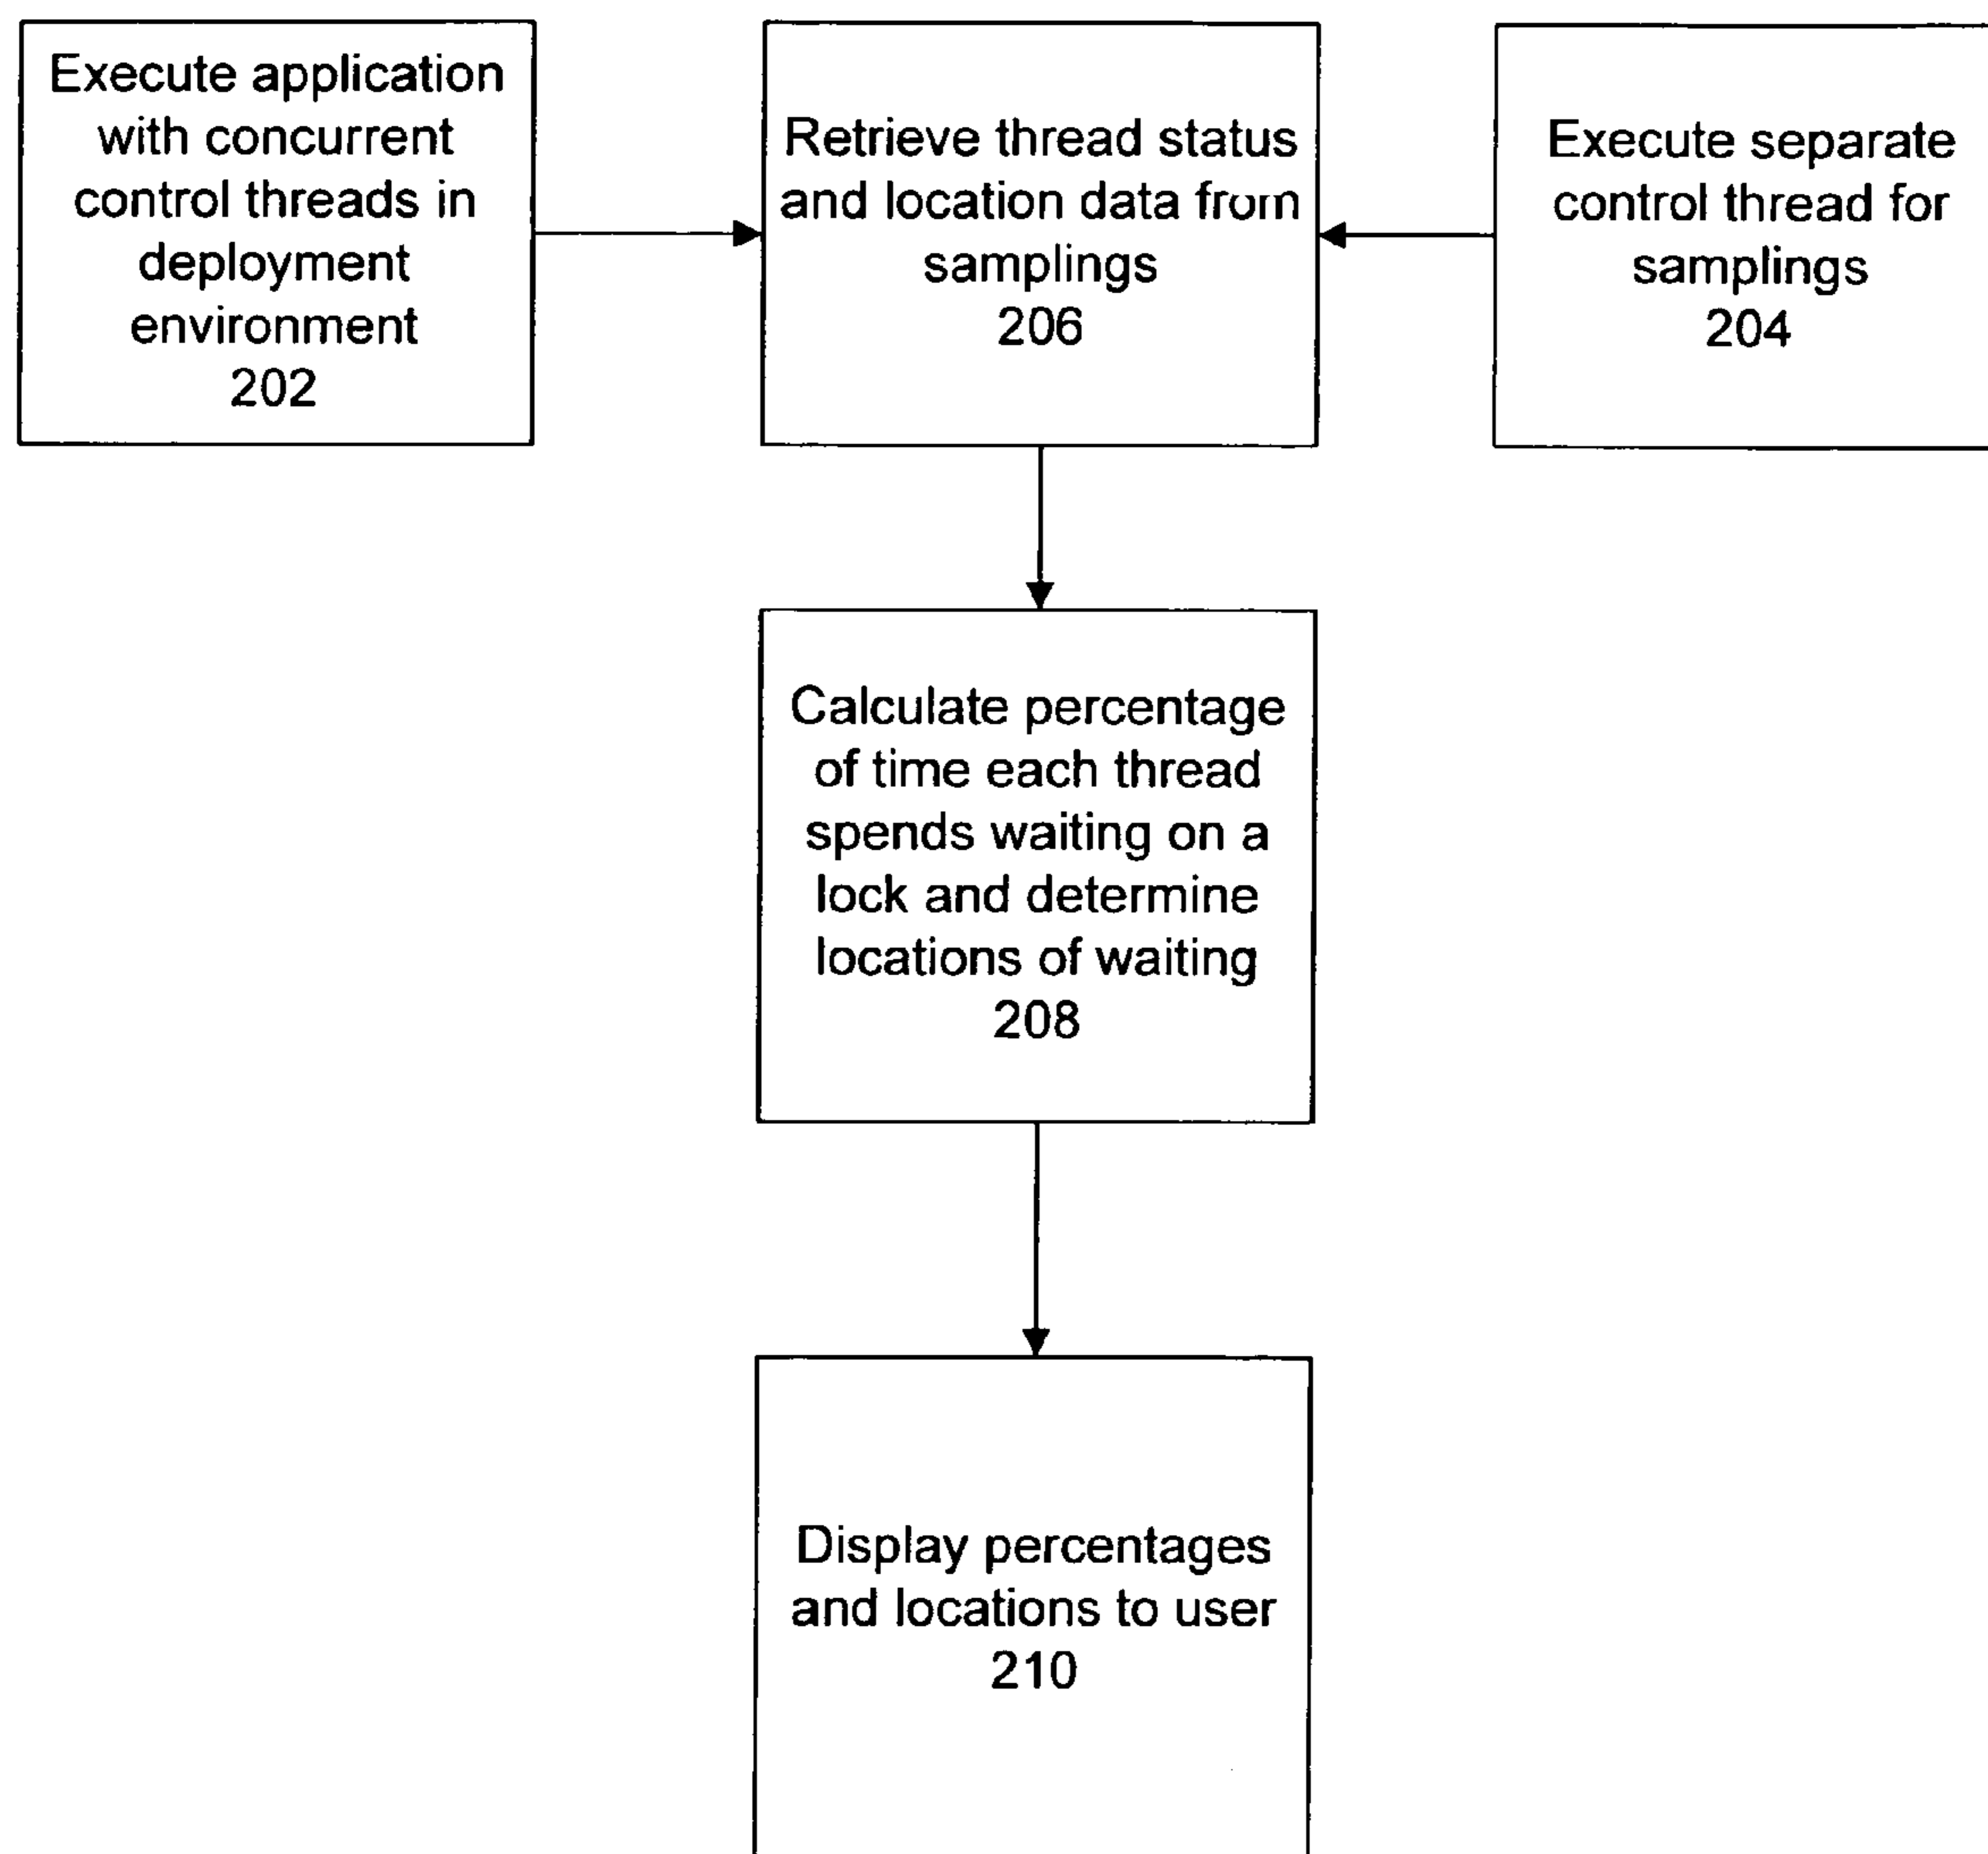 Execute application
with concurrent
control threads in
deployment
environment
202
Retrieve thread status
and location data from
samplings
206
Execute separate
control thread for
samplings
204
Calculate percentage
of time each thread
spends waiting on a
lock and determine
locations of waiting
208
Display percentages
and locations to user
210